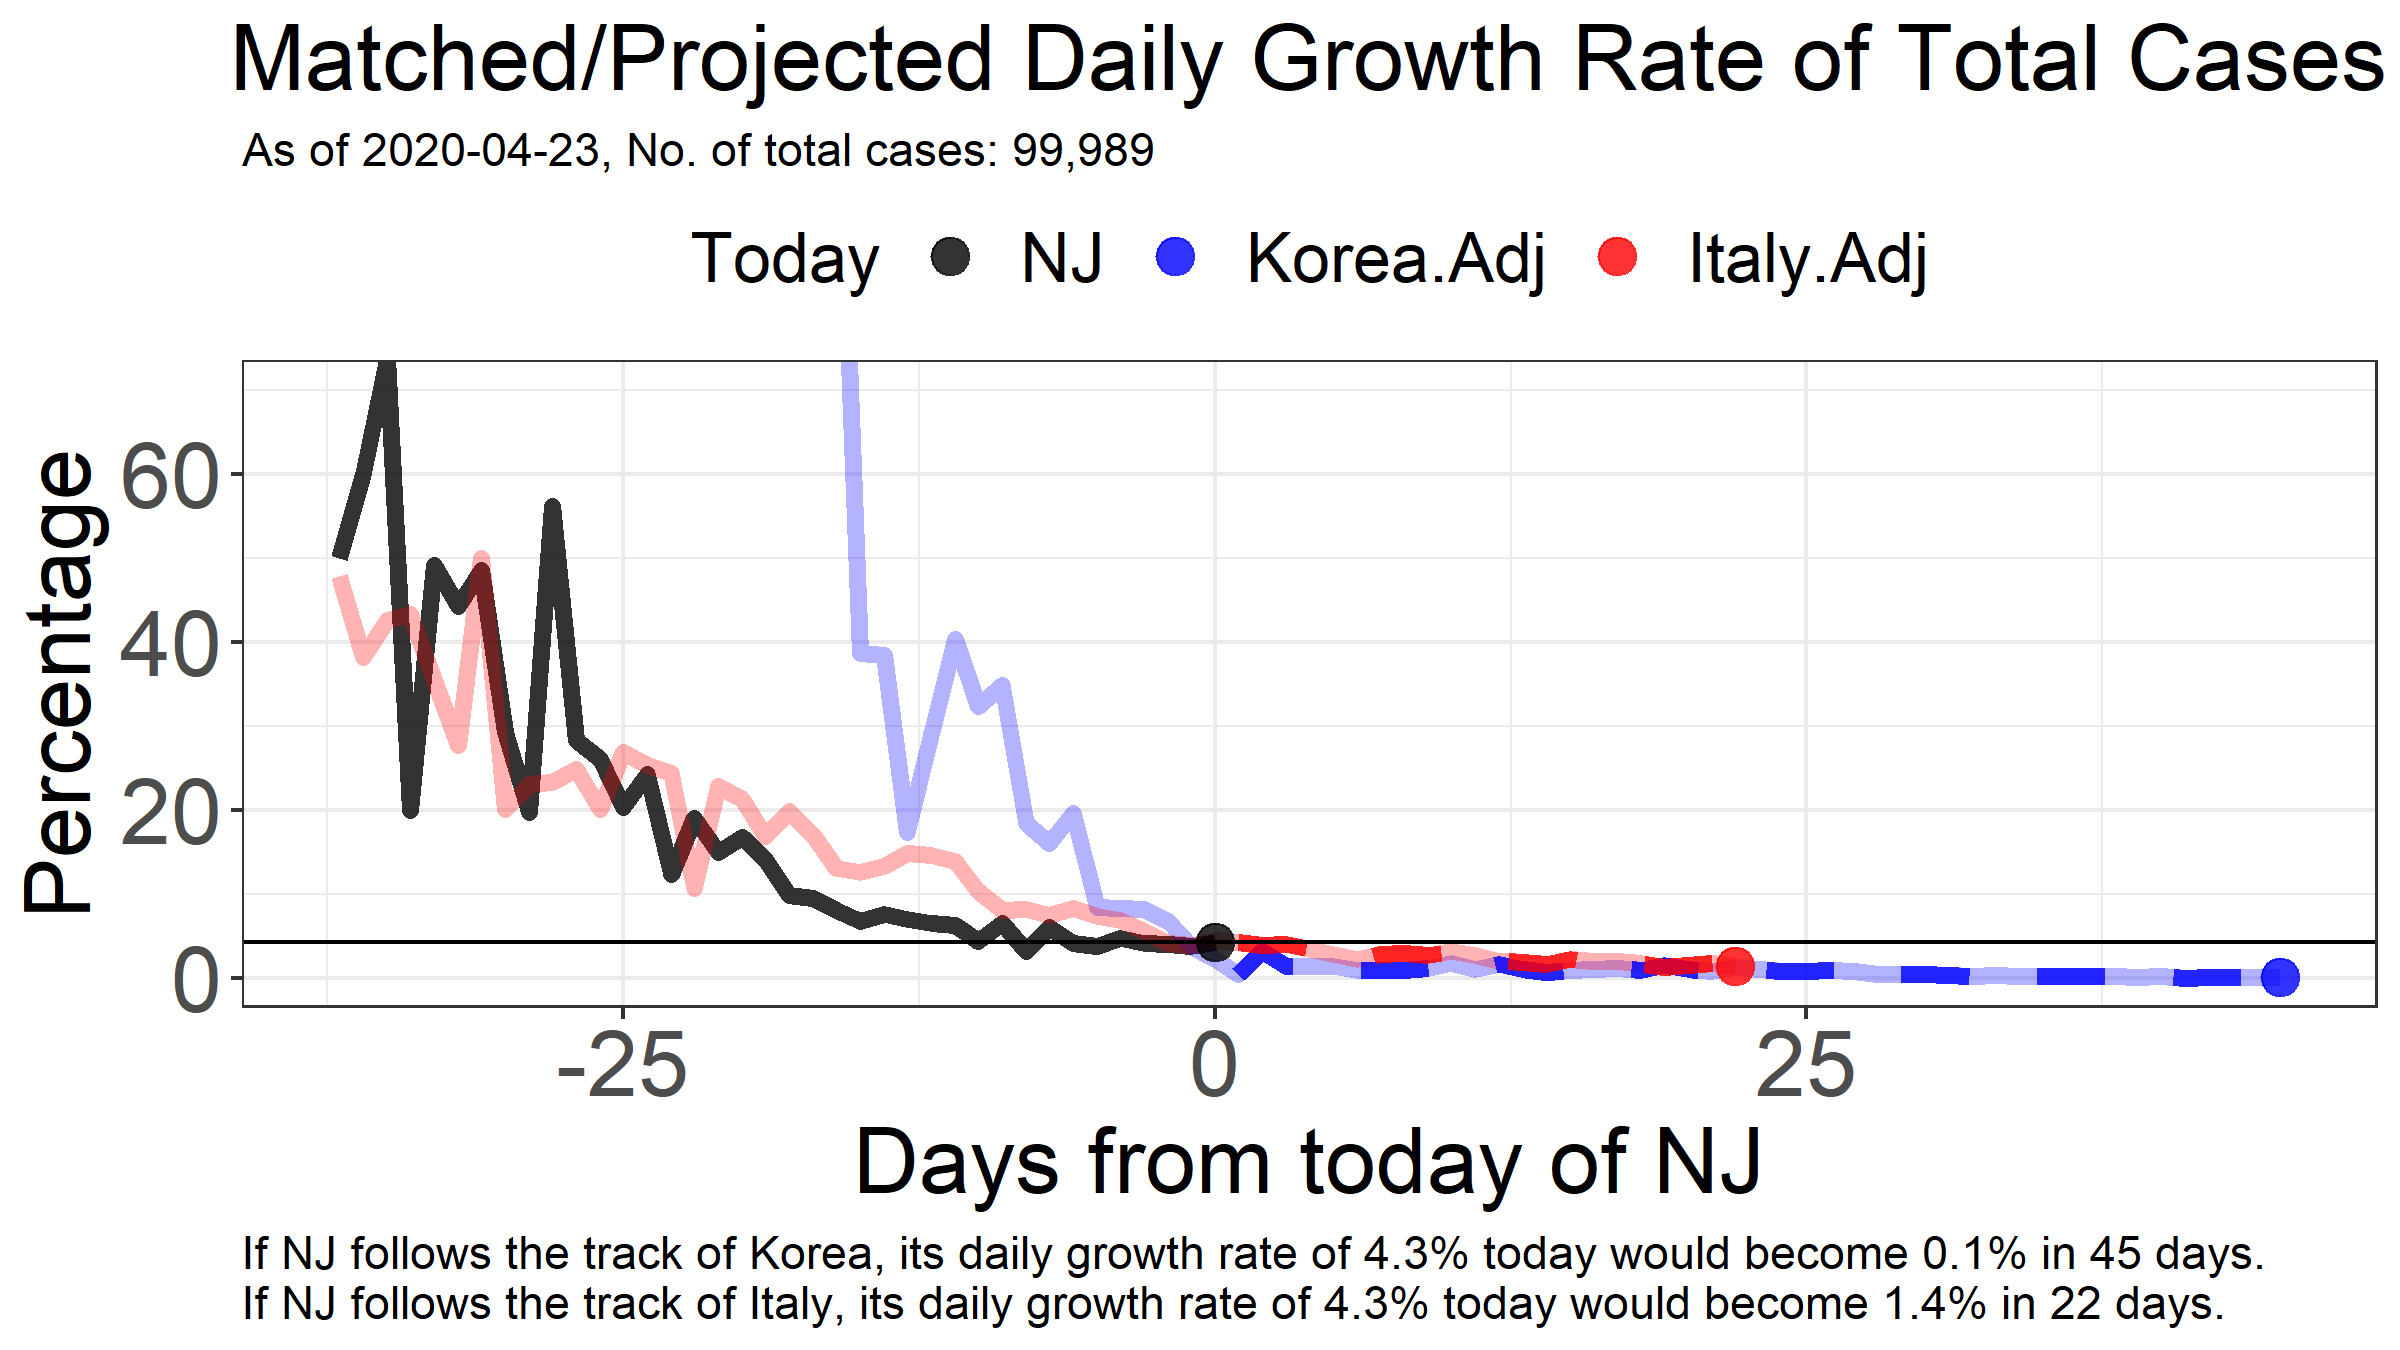 Matched/Projected Daily Growth Rate of Total Cases
As of 2020-04-23, No. of total cases: 99,989
Today NJ Korea.Adj Italy.Adj
Percentage
60
40
20
0
-25 0 25
Days from today of NJ
If NJ follows the track of Korea, its daily growth rate of 4.3% today would become 0.1% in 45 days.
If NJ follows the track of Italy, its daily growth rate of 4.3% today would become 1.4% in 22 days.